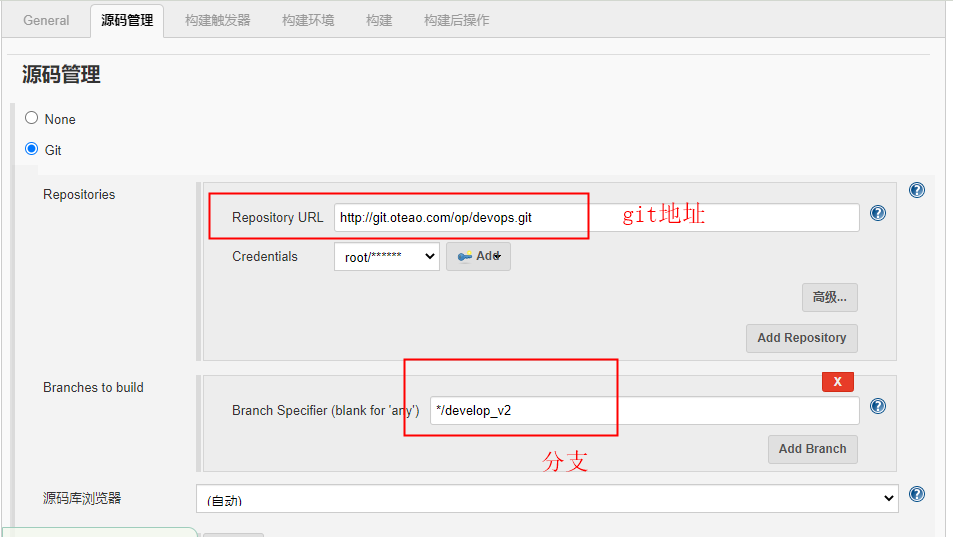 General 源码管理 构建触发器 构建环境 构建 构建后操作
源码管理
None
Git
Repositories
Repository URL http://git.oteao.com/op/devops.git git地址
Credentials root/****** Add
高级...
Add Repository
Branches to build
X
Branch Specifier (blank for 'any') */develop_v2
Add Branch
分支
源码库浏览器 (自动)